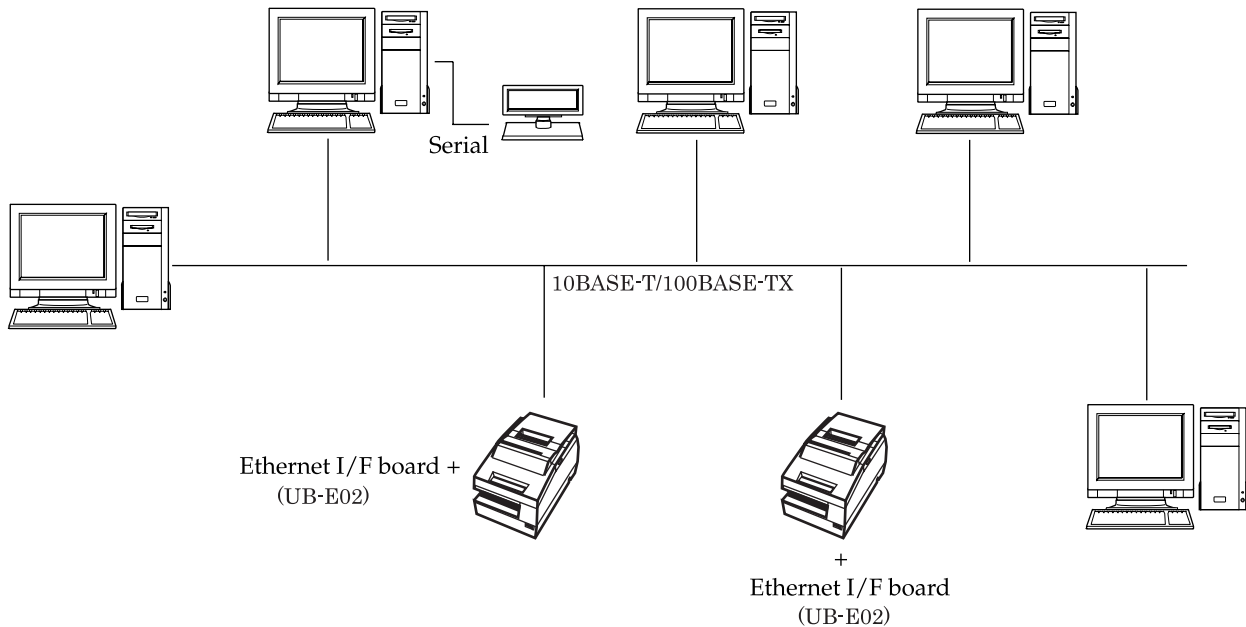 Serial
10BASE-T/100BASE-TX
Ethernet I/F board +
(UB-E02)
+
Ethernet I/F board
(UB-E02)